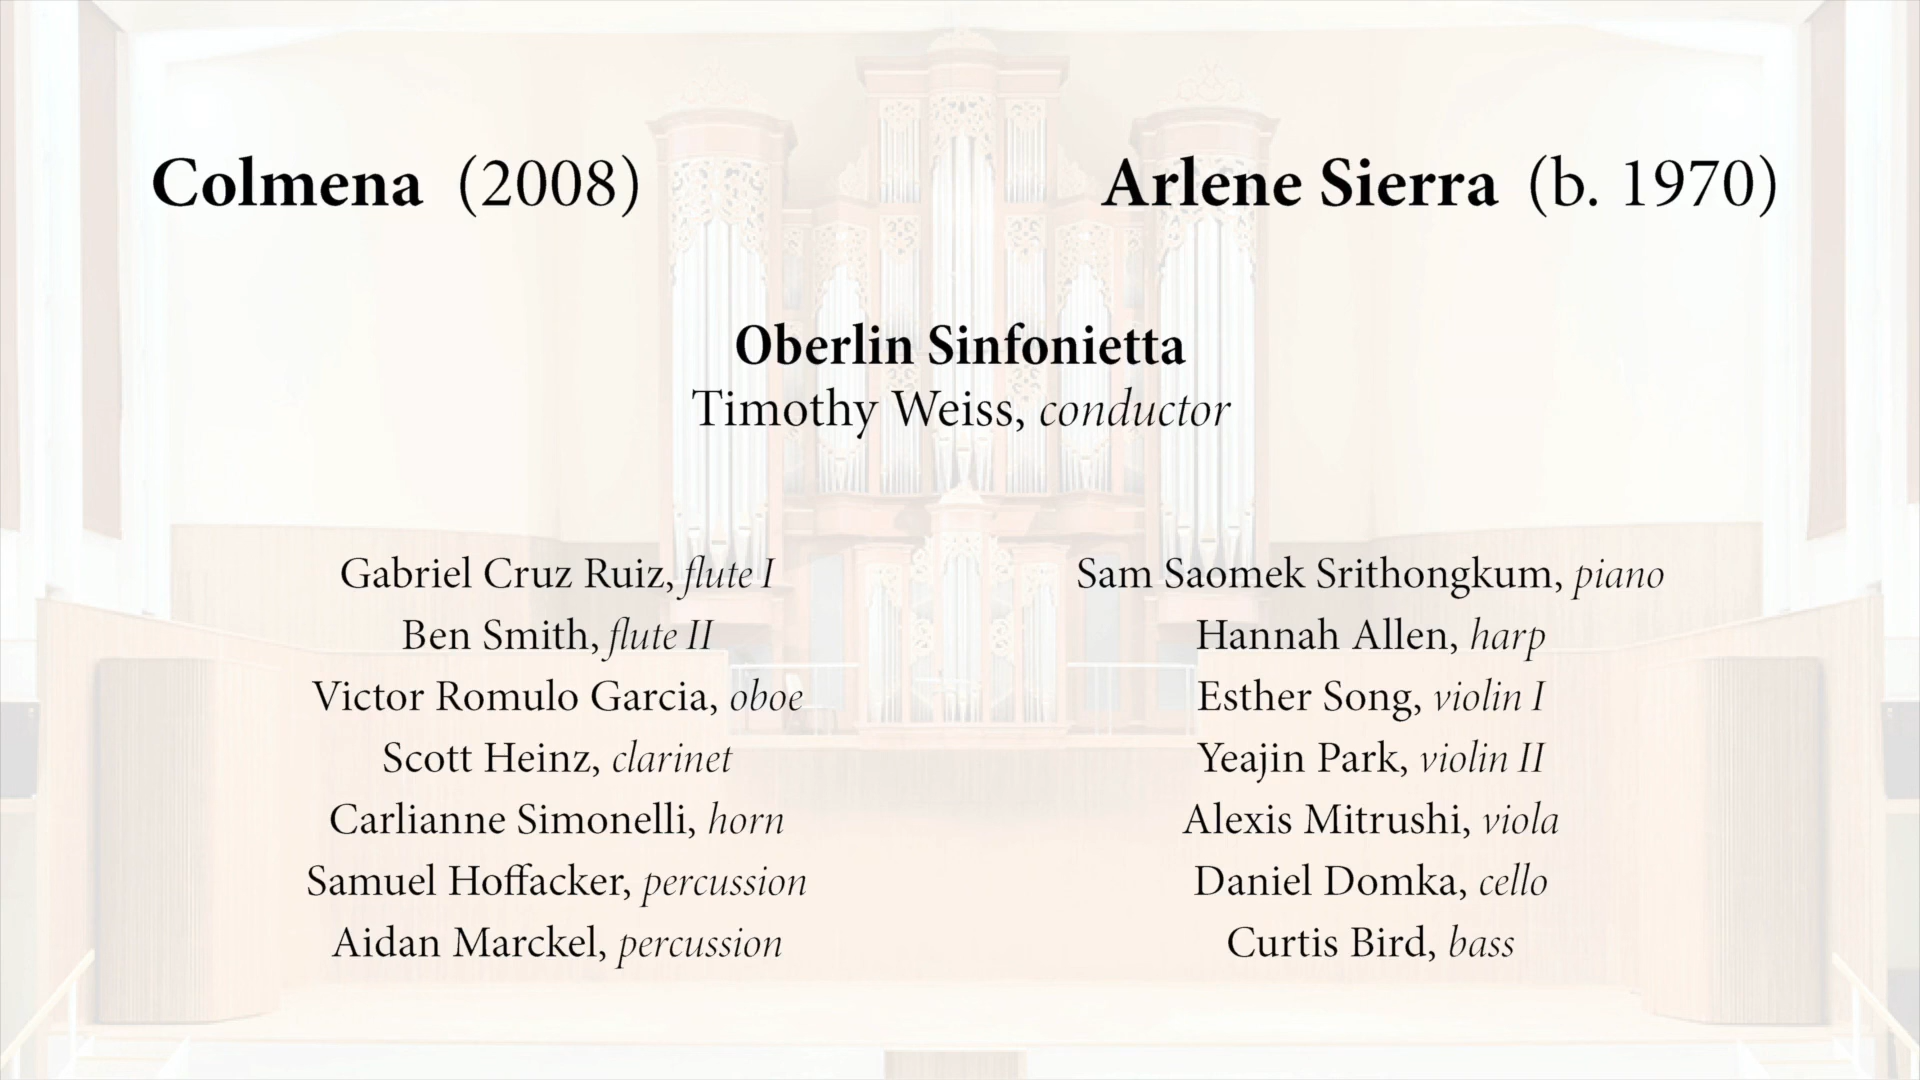 Colmena (2008) Arlene Sierra (b. 1970)
Oberlin Sinfonietta
Timothy Weiss, conductor
Gabriel Cruz Ruiz, flute I
Ben Smith, flute II
Victor Romulo Garcia, oboe
Scott Heinz, clarinet
Carlianne Simonelli, horn
Samuel Hoffacker, percussion
Aidan Marckel, percussion
Sam Saomek Srithongkum, piano
Hannah Allen, harp
Esther Song, violin I
Yeajin Park, violin II
Alexis Mitrushi, viola
Daniel Domka, cello
Curtis Bird, bass